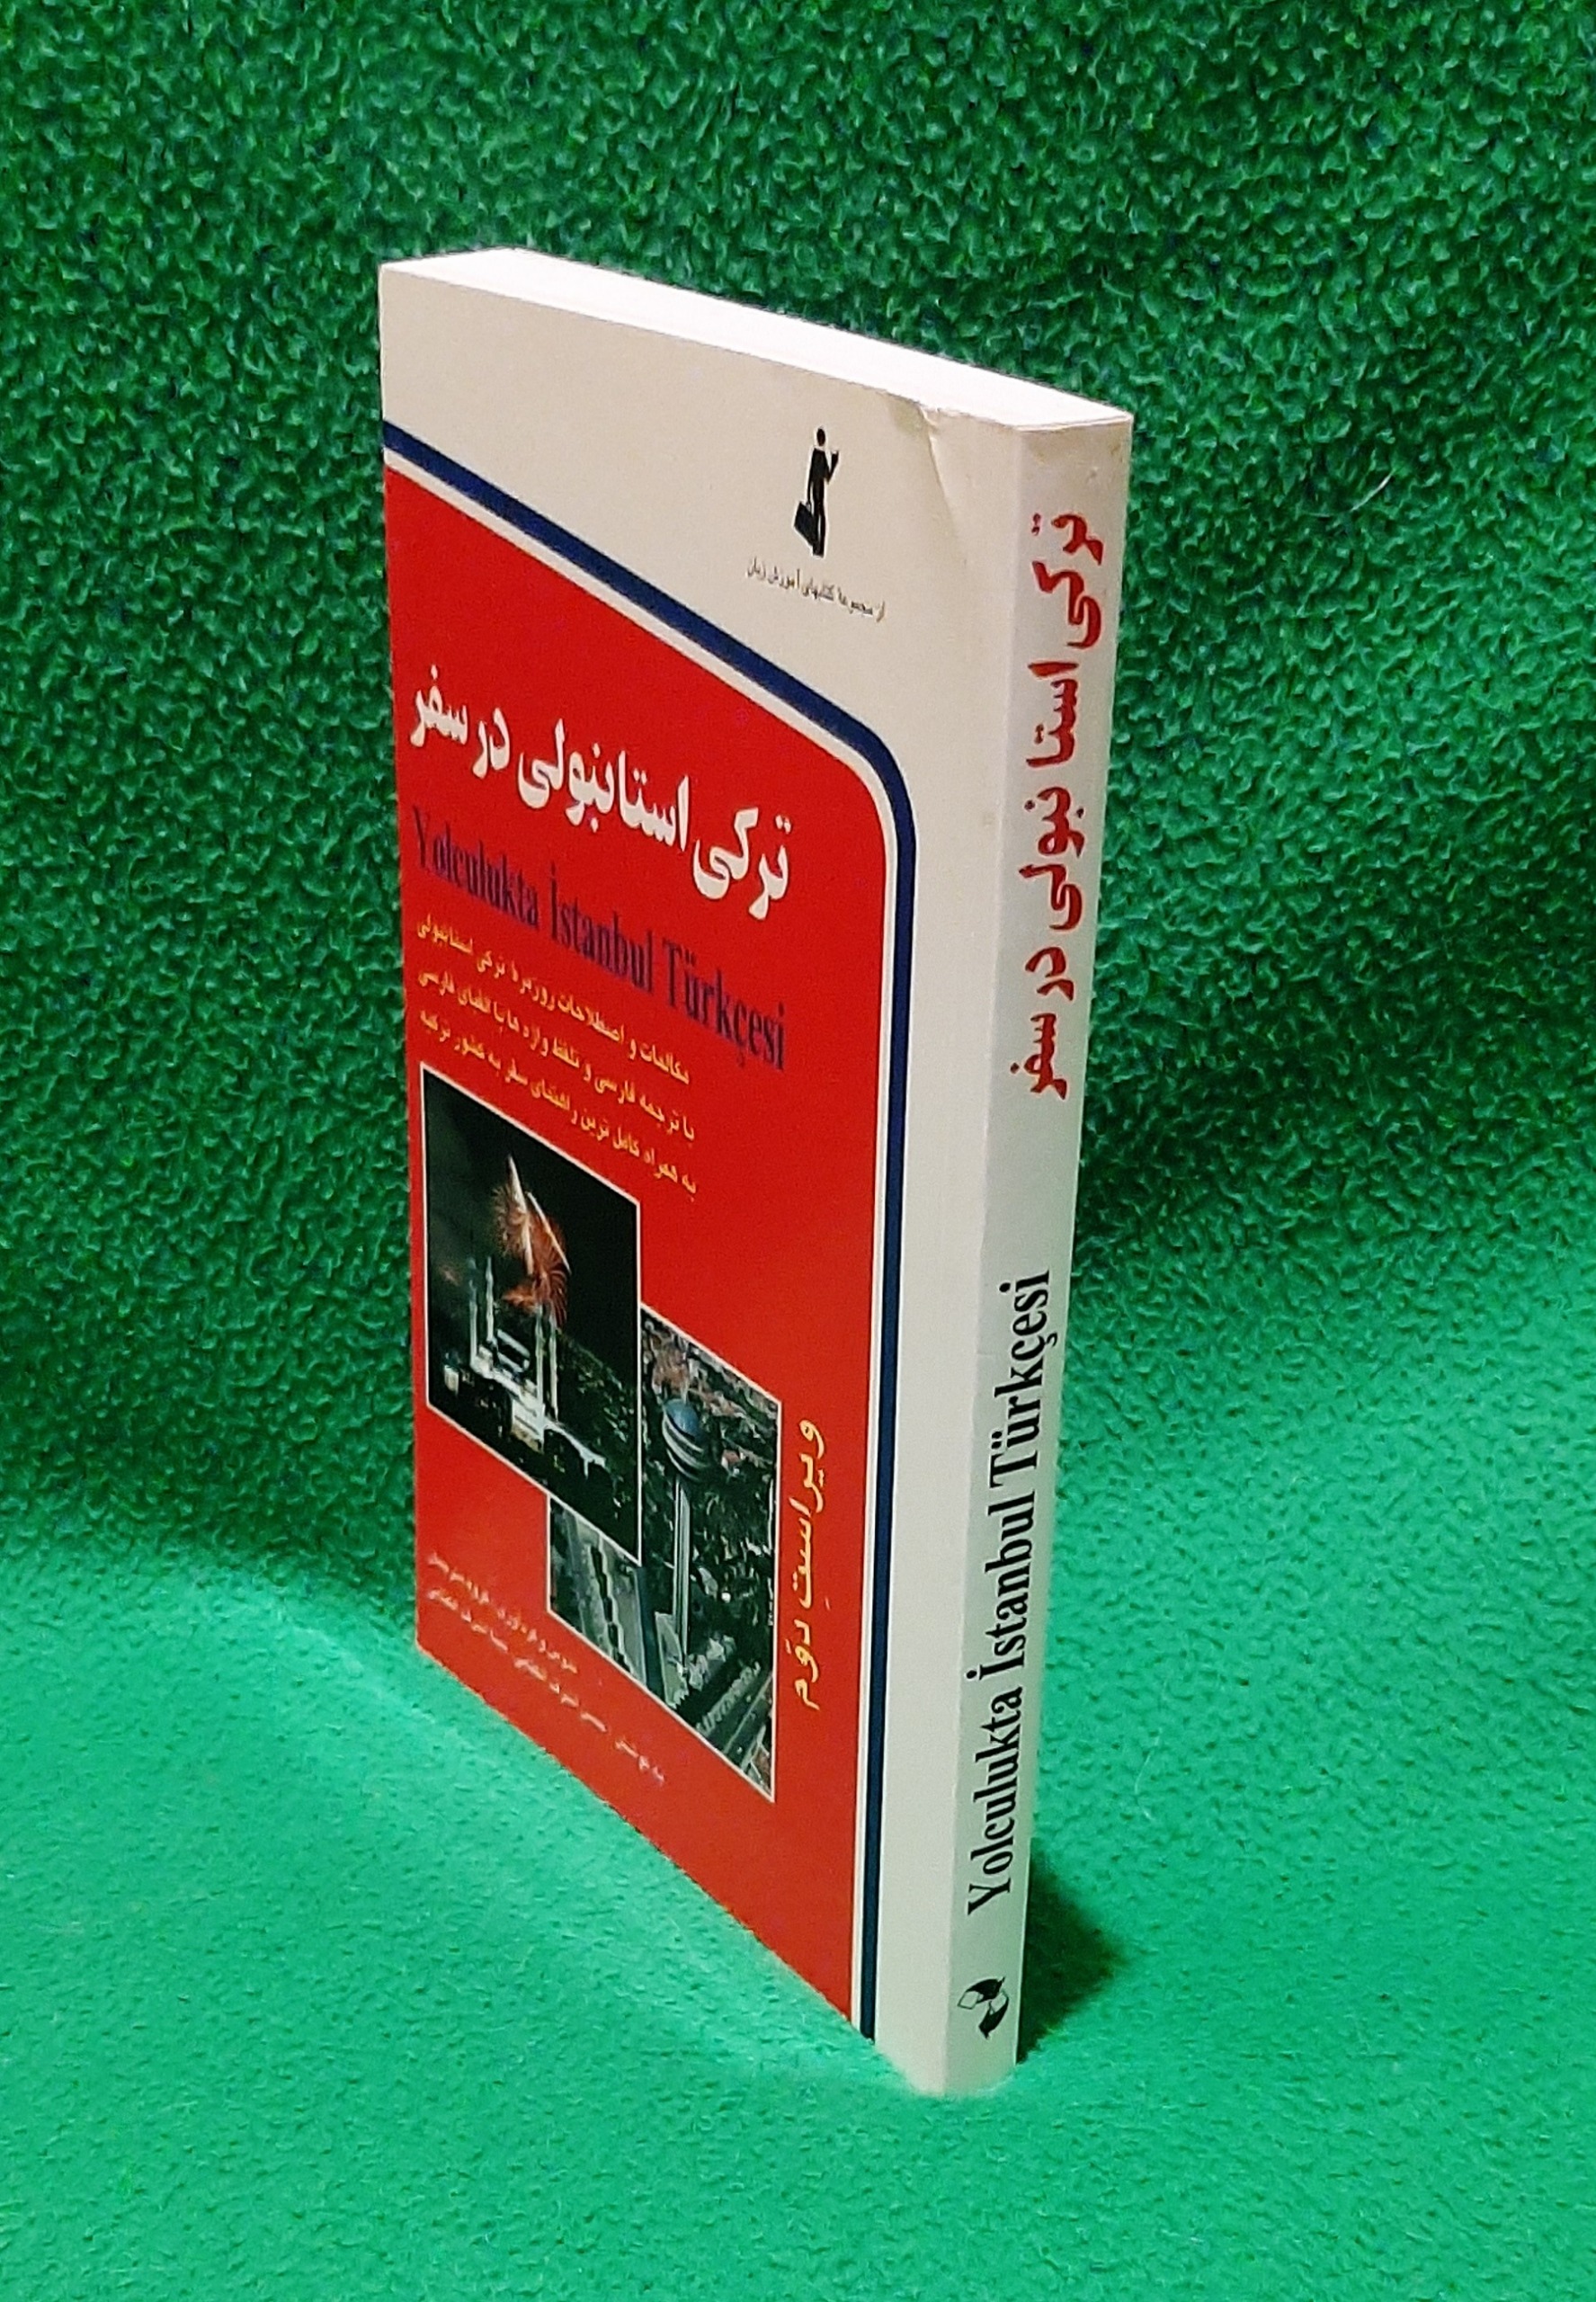 از مجموعه کتابهای آموزش زبان
ترکی استانبولی در سفر
Yolculukta İstanbul Türkçesi
مکالمات و اصطلاحات روزمره ترکی استانبولی
با ترجمه فارسی و تلفظ واژه ها با الفبای فارسی
به همراه کامل ترین راهنمای سفر به کشور ترکیه
ویراستِ دوّم
ترکی استانبولی در سفر
Yolculukta İstanbul Türkçesi